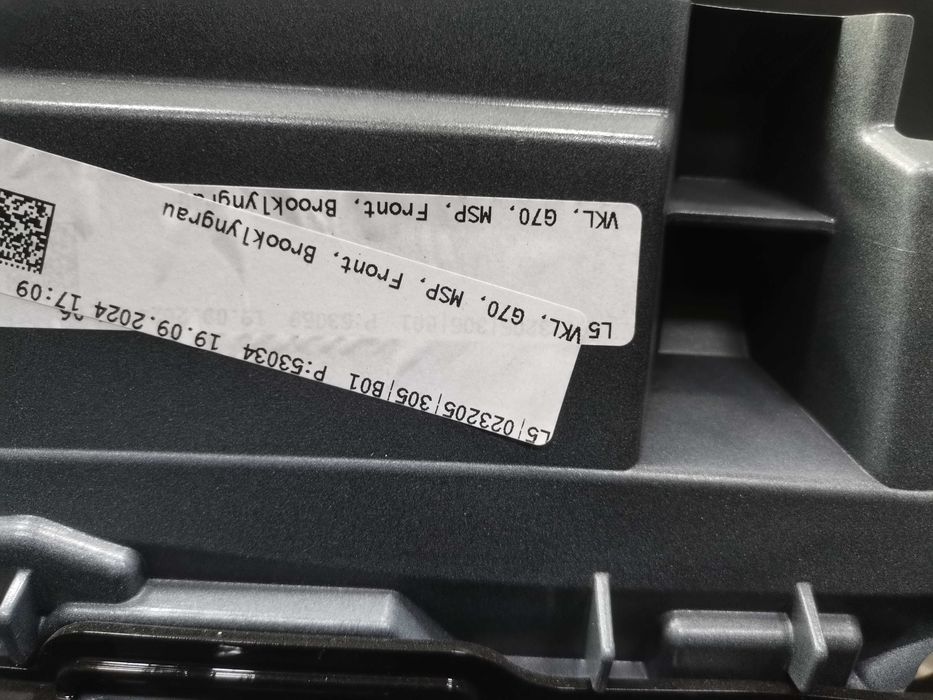 L5|023205|305|B01 P:53034 19.09.2024 17:09
VKL, G70, MSP, Front, Brooklyngrau
L5
VKL, G70, MSP, Front, Brooklyngrau